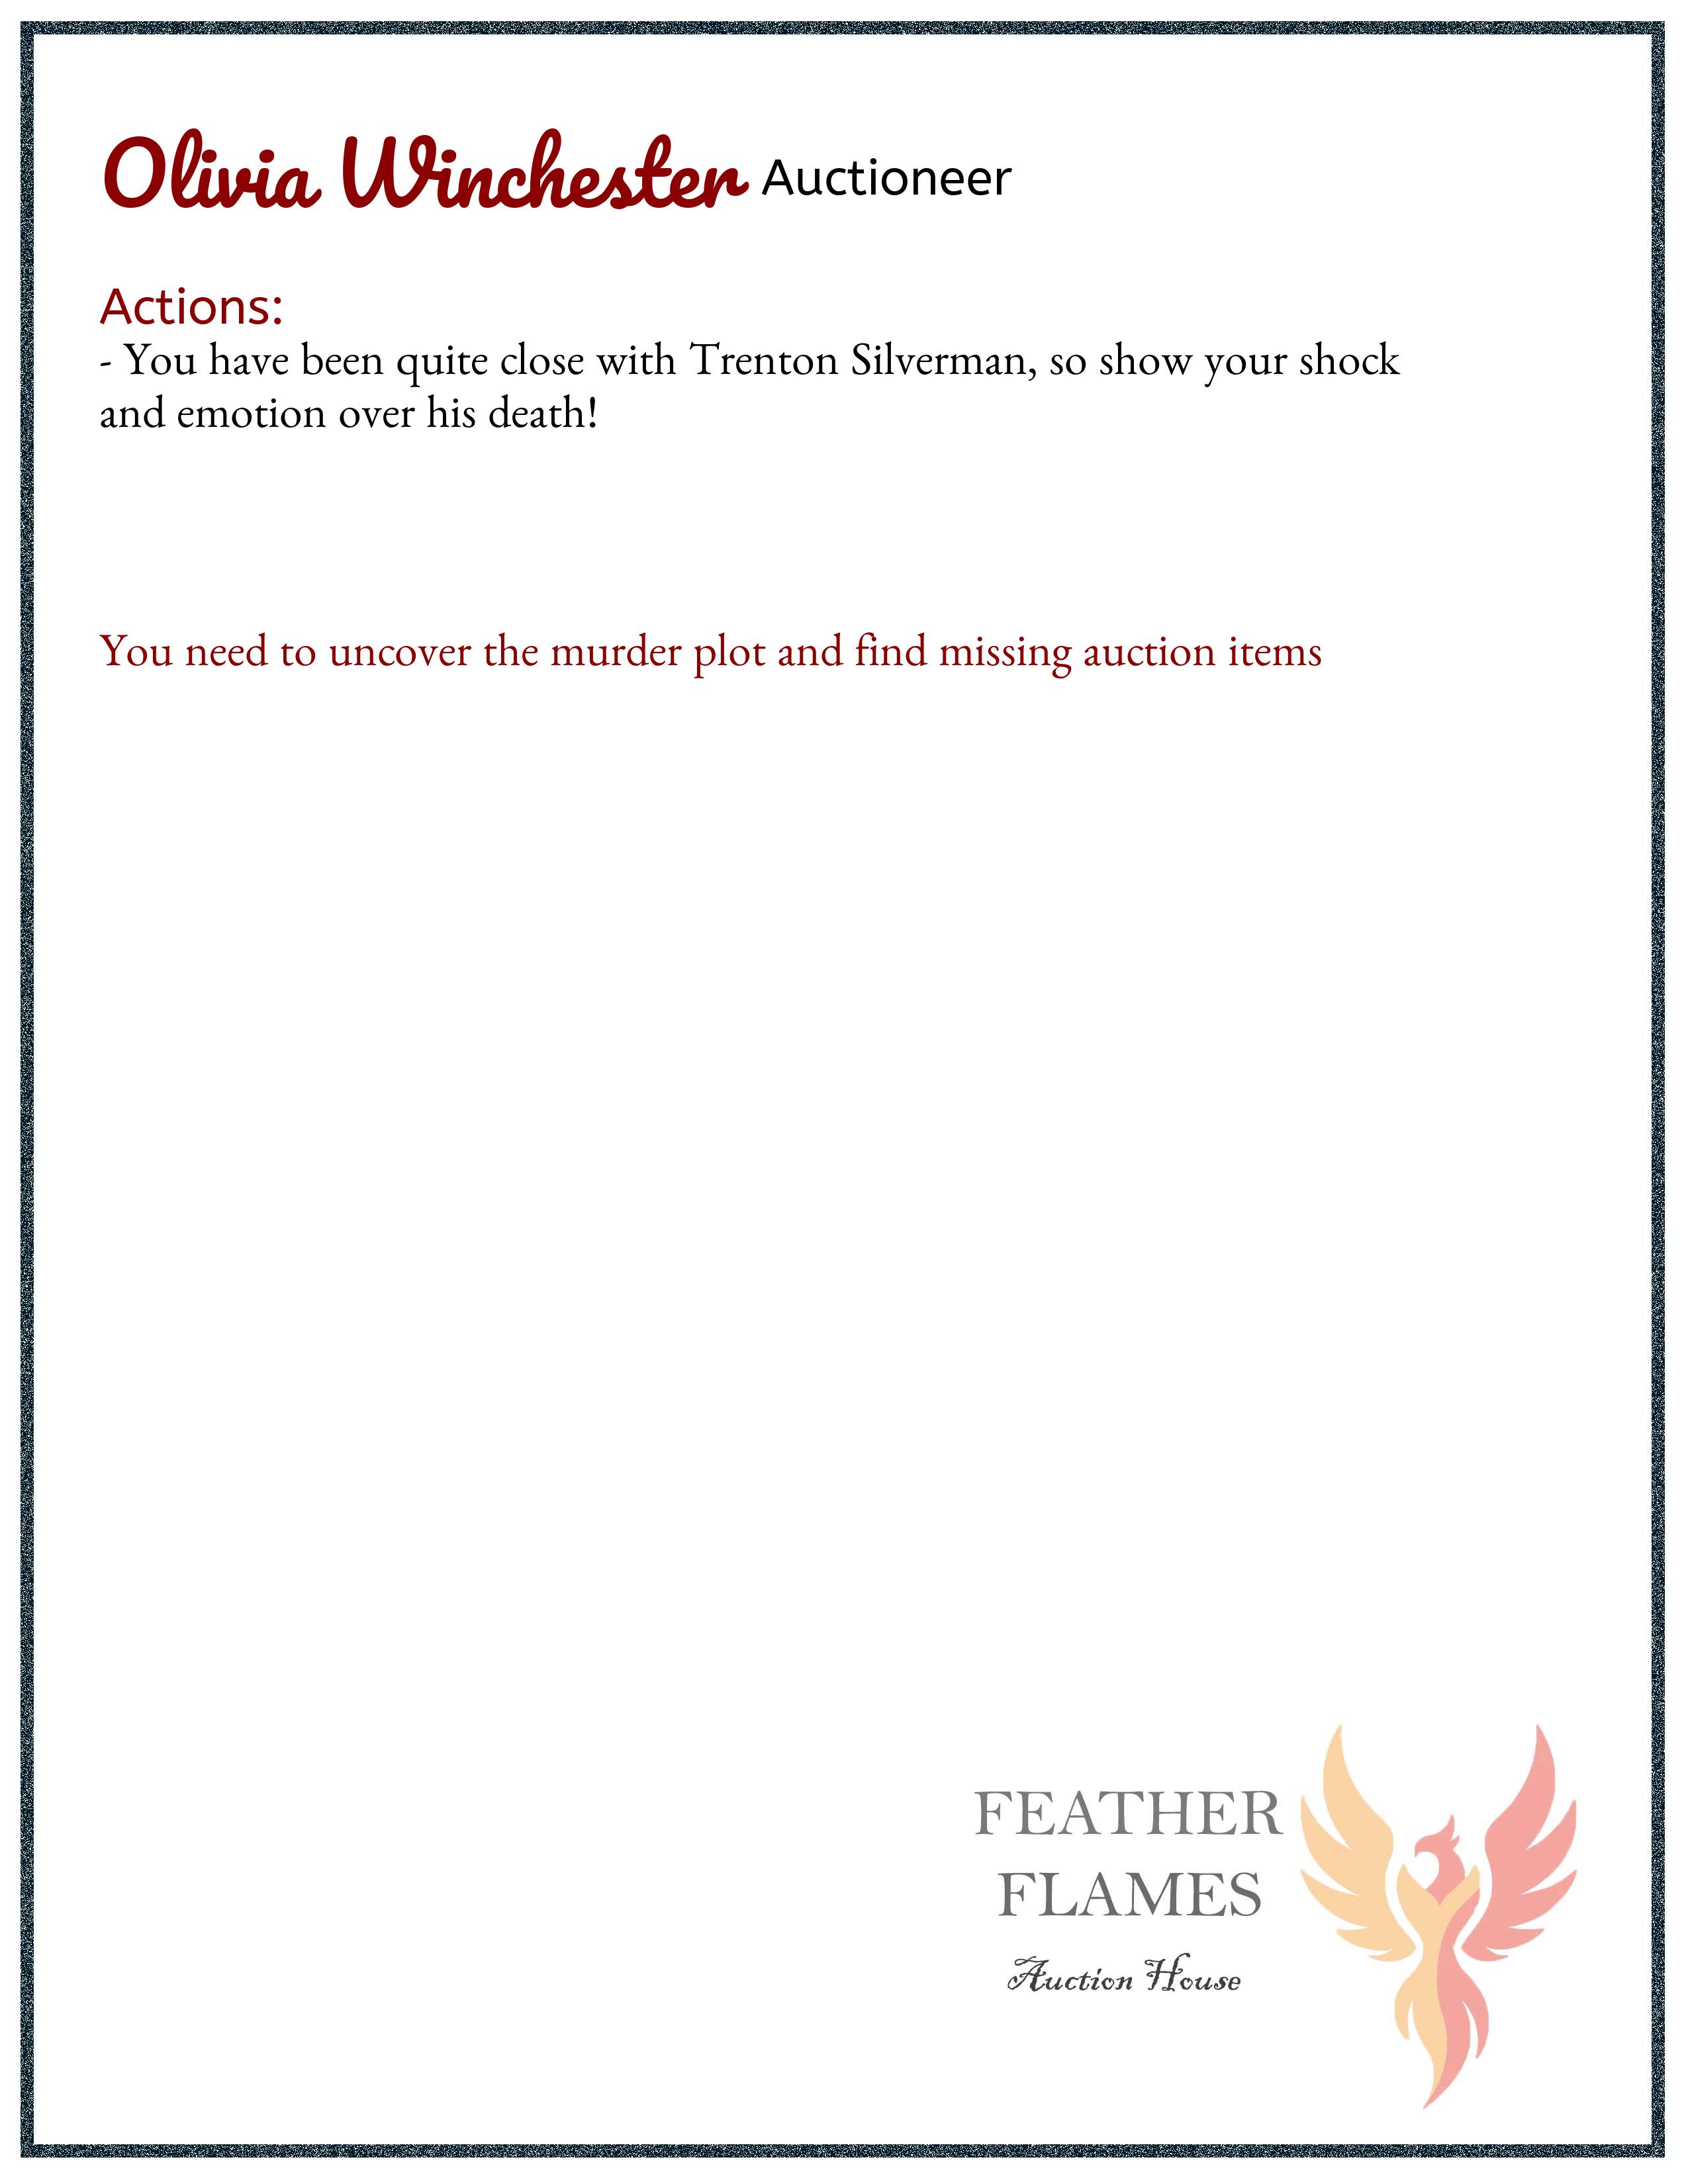 Olivia Winchester Auctioneer
Actions:
- You have been quite close with Trenton Silverman, so show your shock
and emotion over his death!
You need to uncover the murder plot and find missing auction items
FEATHER
FLAMES
Auction House